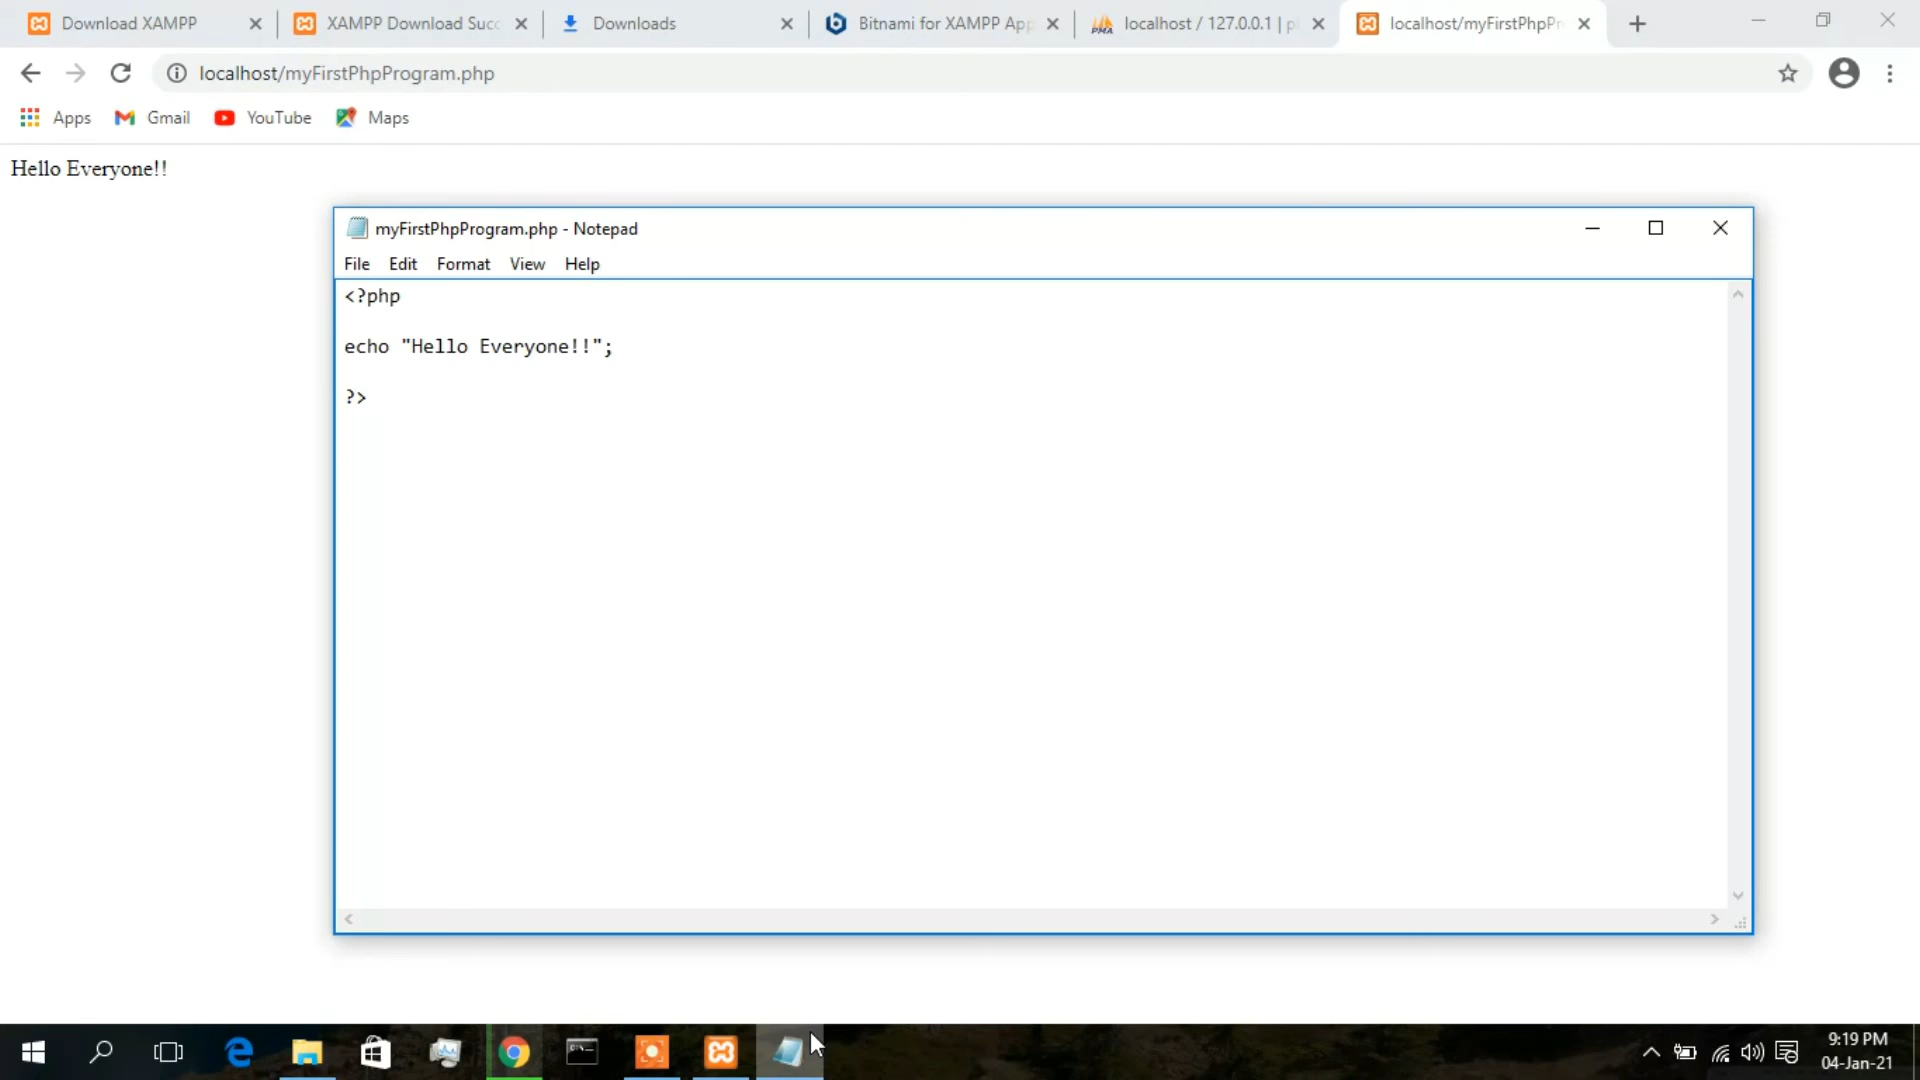 Download XAMPP
XAMPP Download Succ
Downloads
Bitnami for XAMPP App
localhost / 127.0.0.1 | p
localhost/myFirstPhpPr
localhost/myFirstPhpProgram.php
Apps
Gmail
YouTube
Maps
Hello Everyone!!
myFirstPhpProgram.php - Notepad
File Edit Format View Help
<?php
echo "Hello Everyone!!";
?>
9:19 PM
04-Jan-21